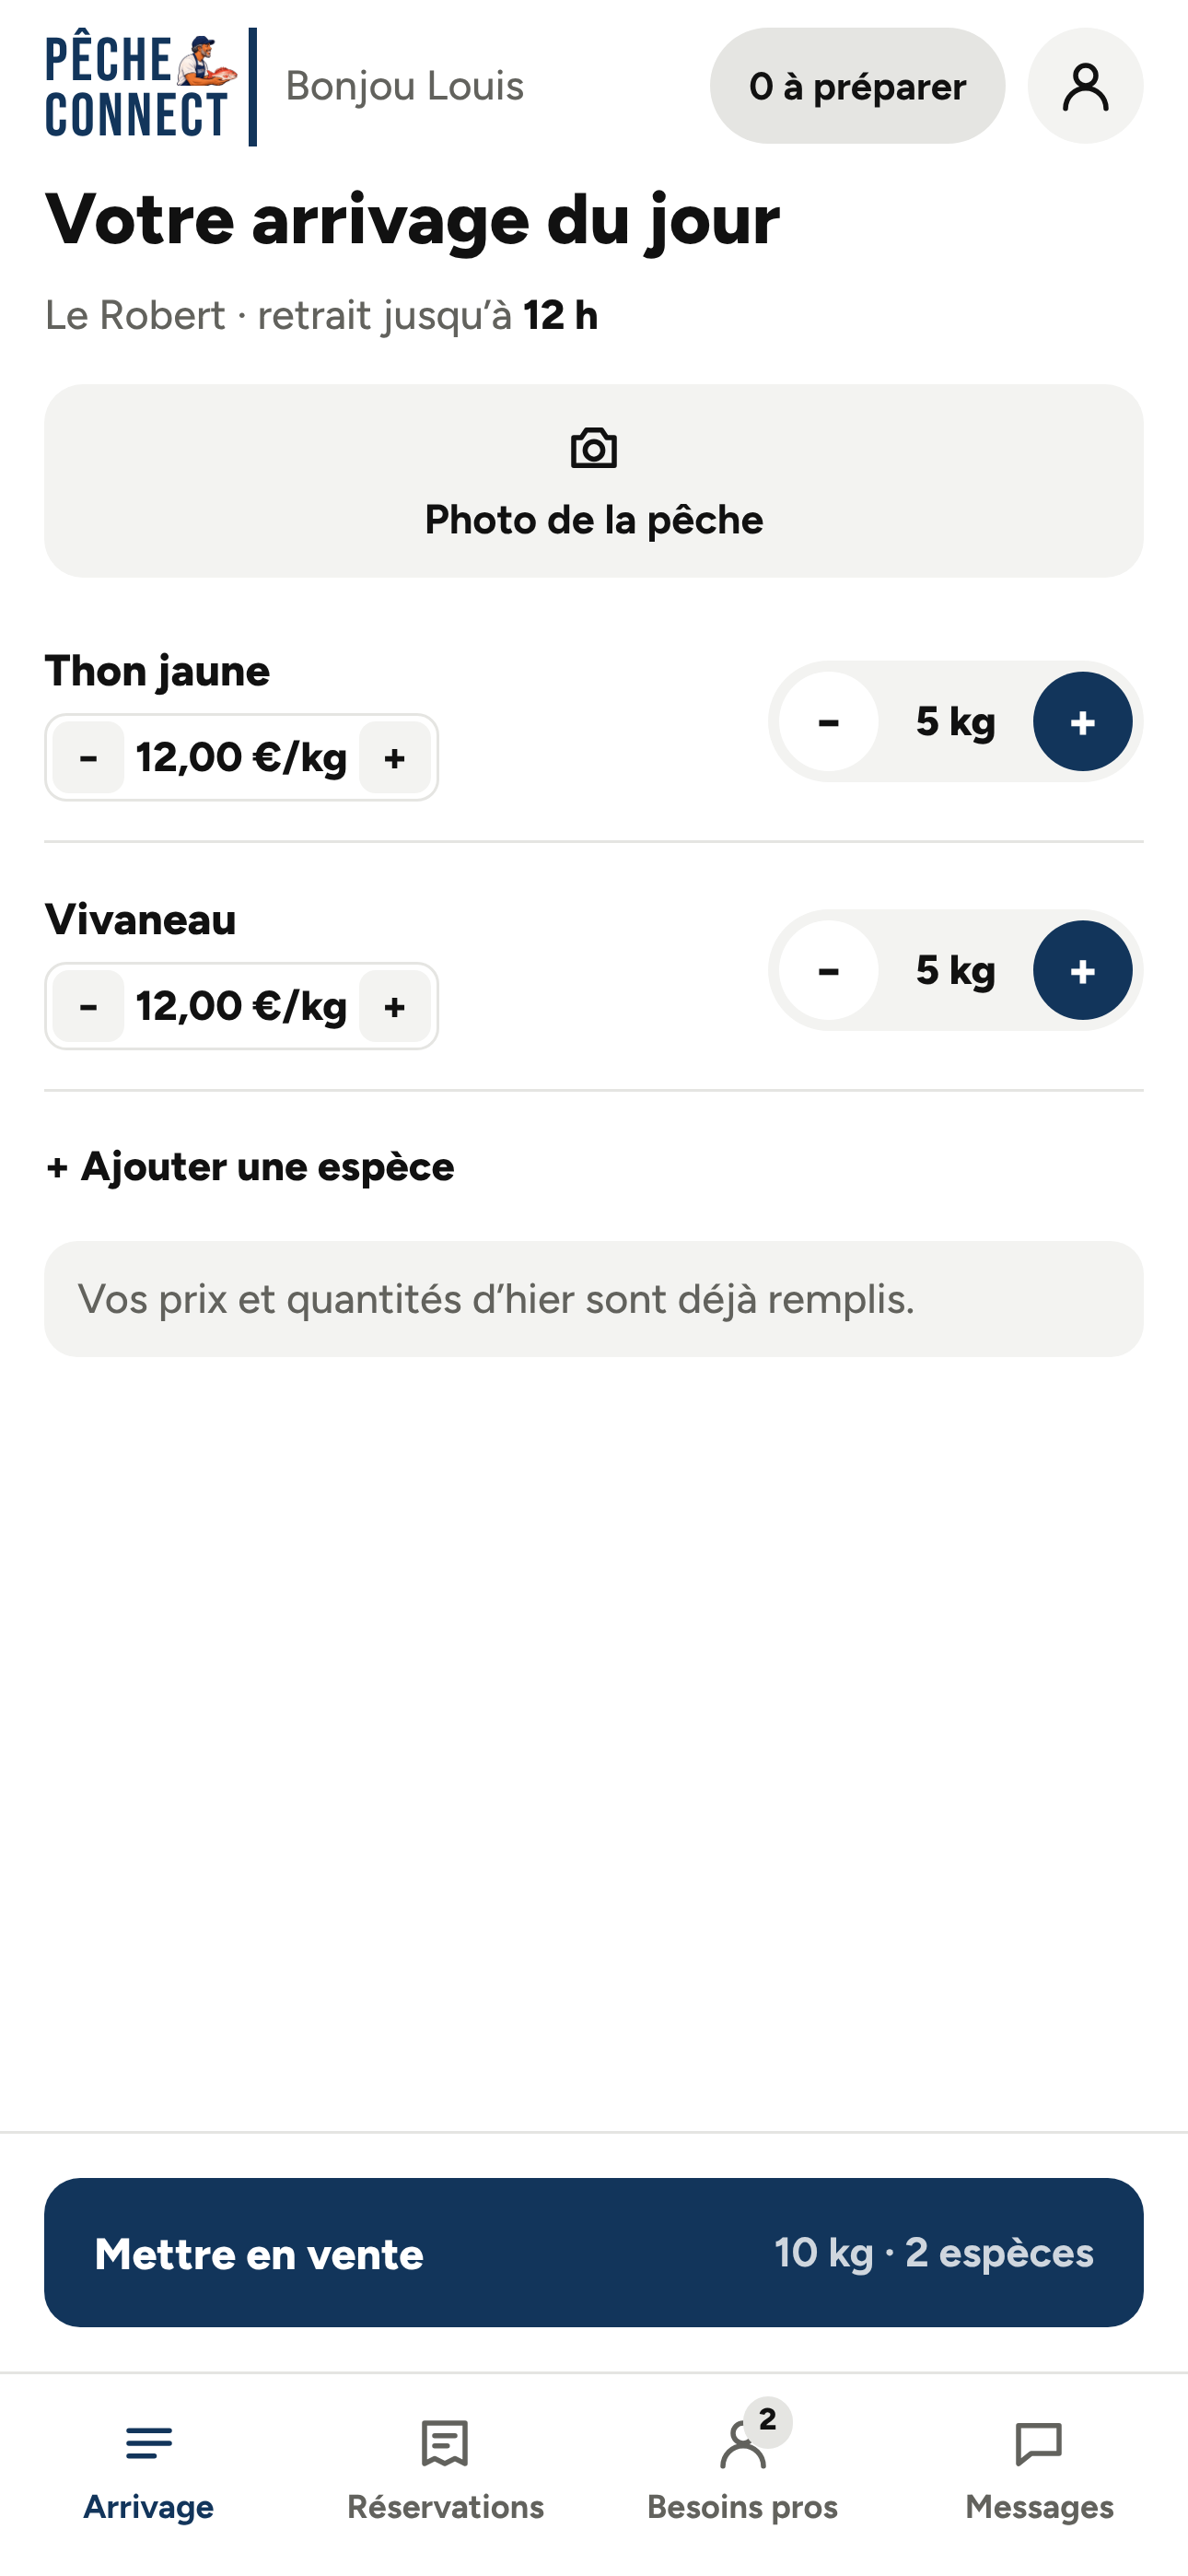 PÊCHE
CONNECT
Bonjou Louis
0 à préparer
Votre arrivage du jour
Le Robert · retrait jusqu’à 12 h
Photo de la pêche
Thon jaune
− 12,00 €/kg +
− 5 kg +
Vivaneau
− 12,00 €/kg +
− 5 kg +
+ Ajouter une espèce
Vos prix et quantités d’hier sont déjà remplis.
Mettre en vente
10 kg · 2 espèces
2
Arrivage
Réservations
Besoins pros
Messages